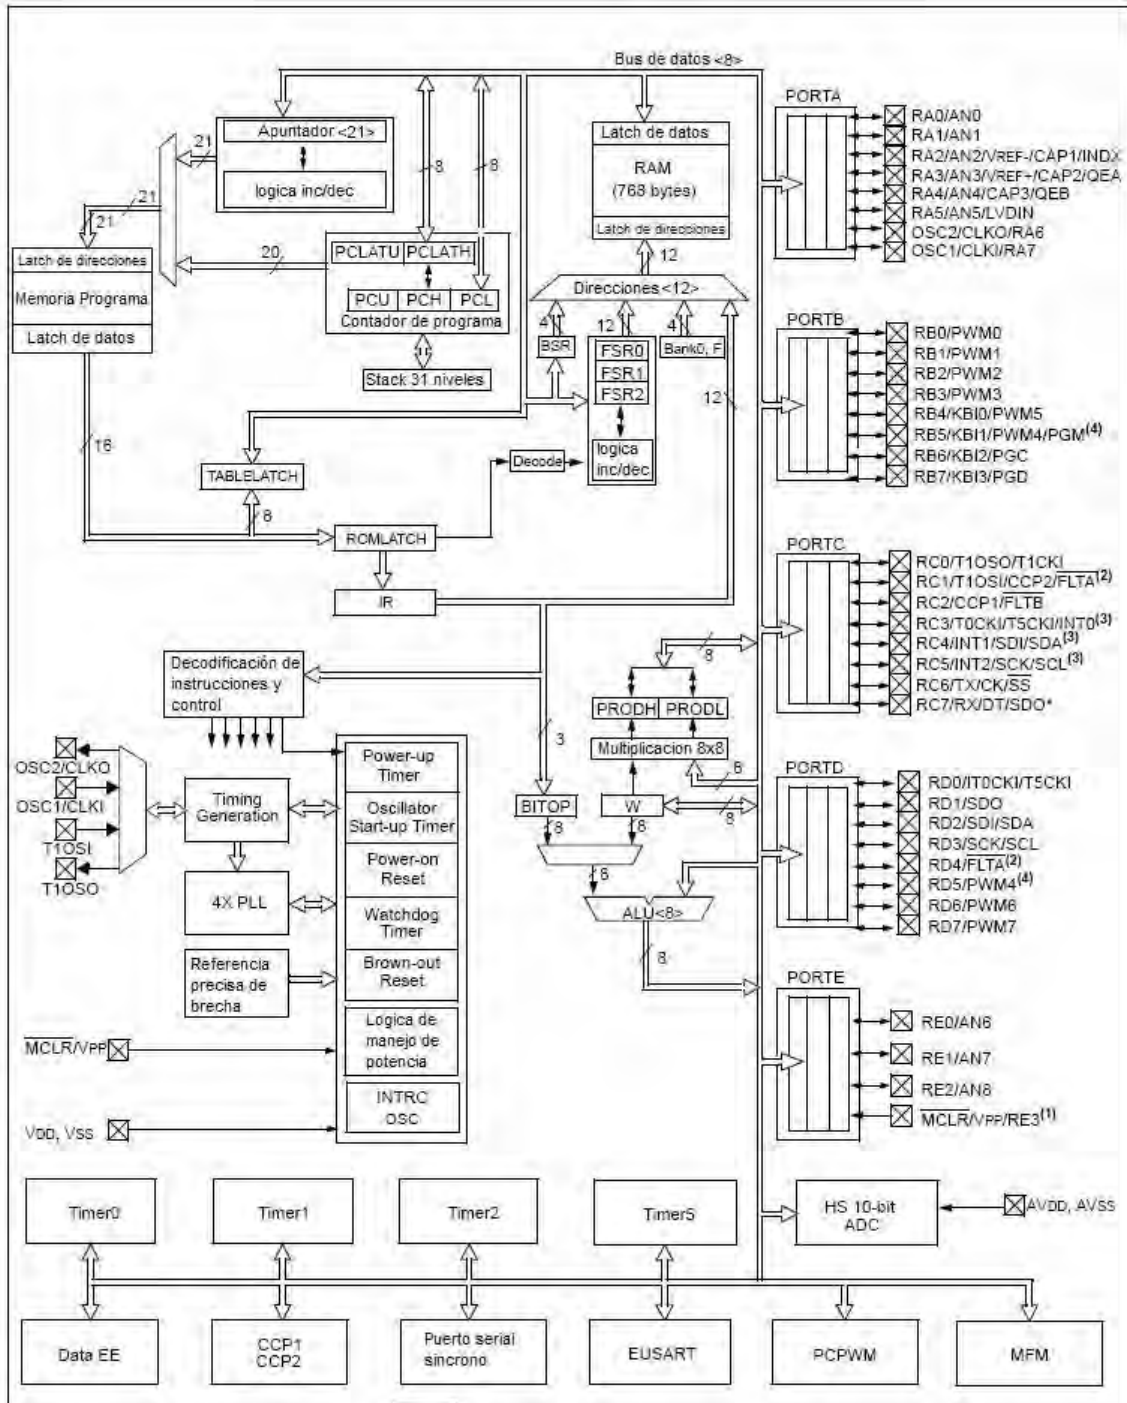 Bus de datos <8>
Apuntador <21>
logica inc/dec
21
21
21
8
8
Latch de datos
RAM
(768 bytes)
Latch de direcciones
12
PCLATU
PCLATH
20
PCU
PCH
PCL
Contador de programa
Stack 31 niveles
Latch de direcciones
Memoria Programa
Latch de datos
Direcciones<12>
4
12
4
BSR
FSR0
FSR1
FSR2
Bank0, F
12
logica
inc/dec
16
TABLELATCH
8
Decode
ROMLATCH
IR
Decodificación de
instrucciones y
control
8
PRODH
PRODL
Multiplicacion 8x8
3
8
BITOP
W
8
8
8
8
ALU<8>
8
OSC2/CLKO
OSC1/CLKI
T1OSI
T1OSO
Timing
Generation
4X PLL
Referencia
precisa de
brecha
Power-up
Timer
Oscillator
Start-up Timer
Power-on
Reset
Watchdog
Timer
Brown-out
Reset
Logica de
manejo de
potencia
INTRC
OSC
MCLR/VPP
VDD, VSS
PORTA
RA0/AN0
RA1/AN1
RA2/AN2/VREF-/CAP1/INDX
RA3/AN3/VREF+/CAP2/QEA
RA4/AN4/CAP3/QEB
RA5/AN5/LVDIN
OSC2/CLKO/RA6
OSC1/CLKI/RA7
PORTB
RB0/PWM0
RB1/PWM1
RB2/PWM2
RB3/PWM3
RB4/KBI0/PWM5
RB5/KBI1/PWM4/PGM(4)
RB6/KBI2/PGC
RB7/KBI3/PGD
PORTC
RC0/T1OSO/T1CKI
RC1/T1OSI/CCP2/FLTA(2)
RC2/CCP1/FLTB
RC3/T0CKI/T5CKI/INT0(3)
RC4/INT1/SDI/SDA(3)
RC5/INT2/SCK/SCL(3)
RC6/TX/CK/SS
RC7/RX/DT/SDO*
PORTD
RD0/IT0CKI/T5CKI
RD1/SDO
RD2/SDI/SDA
RD3/SCK/SCL
RD4/FLTA(2)
RD5/PWM4(4)
RD6/PWM6
RD7/PWM7
PORTE
RE0/AN6
RE1/AN7
RE2/AN8
MCLR/VPP/RE3(1)
Timer0
Timer1
Timer2
Timer5
HS 10-bit
ADC
AVDD, AVSS
Data EE
CCP1
CCP2
Puerto serial
sincrono
EUSART
PCPWM
MFM